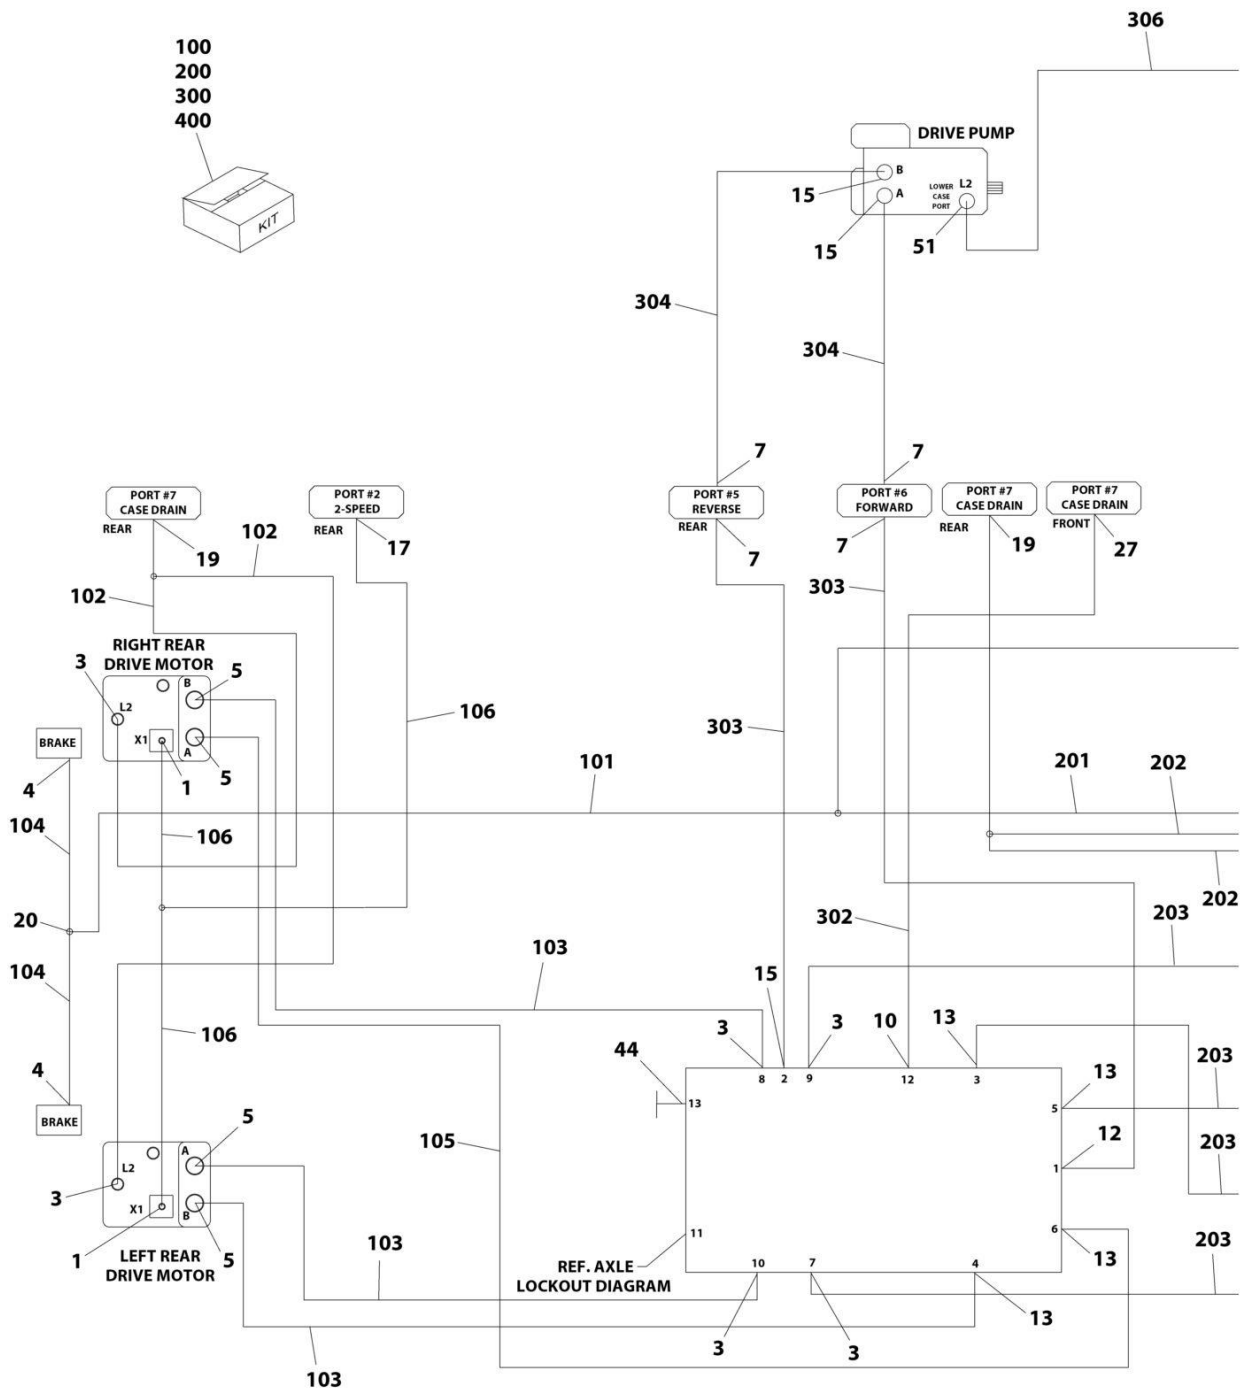 306
100
200
300
400
KIT
DRIVE PUMP
B
A
LOWER
CASE
PORT
L2
15
15
51
304
304
7
7
PORT #7
CASE DRAIN
REAR
19
PORT #2
2-SPEED
REAR
17
PORT #5
REVERSE
REAR
7
PORT #6
FORWARD
7
PORT #7
CASE DRAIN
REAR
19
PORT #7
CASE DRAIN
FRONT
27
102
102
303
RIGHT REAR
DRIVE MOTOR
3
5
B
L2
X1
A
5
1
BRAKE
4
106
303
101
201
202
202
104
106
20
302
203
104
103
15
106
3
3
10
13
44
4
BRAKE
8
2
9
12
3
13
5
13
203
12
1
203
105
5
A
L2
3
X1
B
1
5
LEFT REAR
DRIVE MOTOR
103
11
REF. AXLE
LOCKOUT DIAGRAM
10
7
4
6
13
203
3
3
13
103